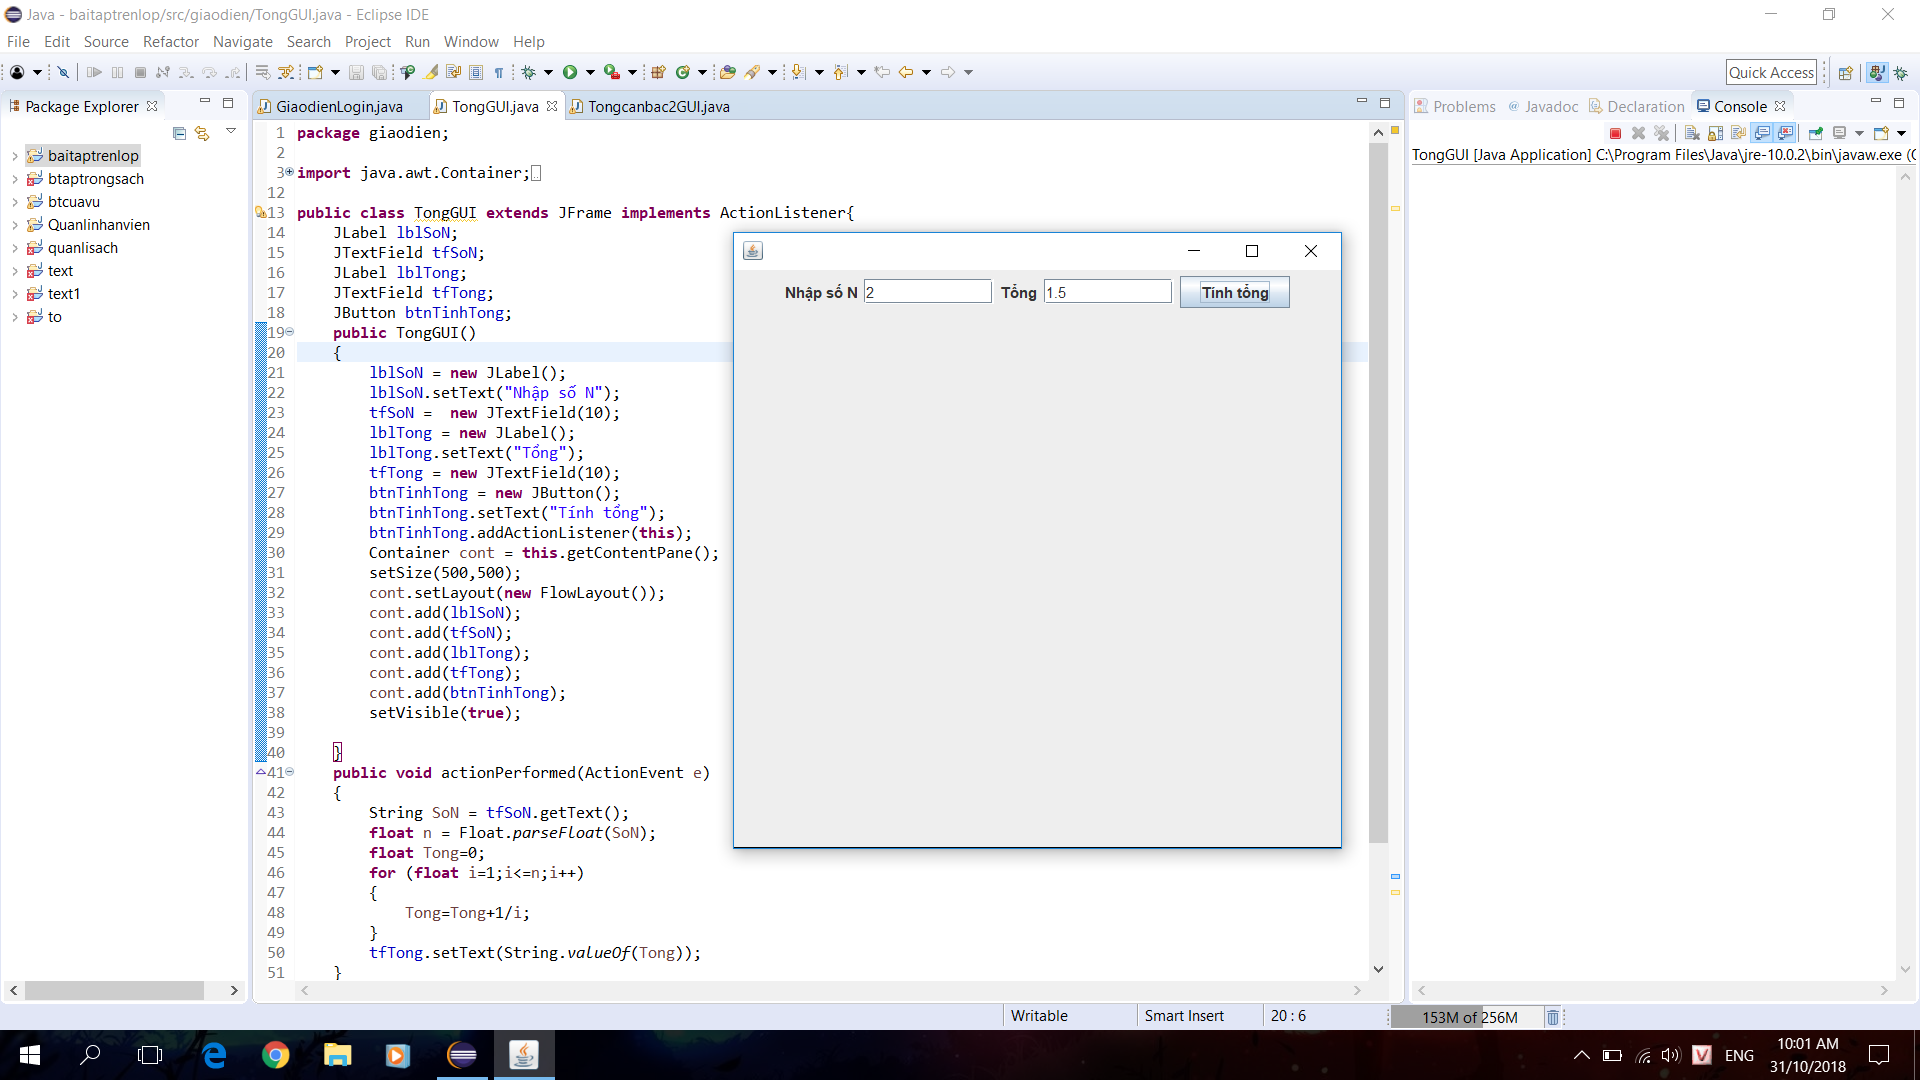 Java - baitaptrenlop/src/giaodien/TongGUI.java - Eclipse IDE
File Edit Source Refactor Navigate Search Project Run Window Help
Quick Access
Package Explorer
baitaptrenlop
btaptrongsach
btcuavu
Quanlinhanvien
quanlisach
text
text1
to
GiaodienLogin.java TongGUI.java Tongcanbac2GUI.java
1 package giaodien;
2
3 import java.awt.Container;
12
13 public class TongGUI extends JFrame implements ActionListener{
14 JLabel lblSoN;
15 JTextField tfSoN;
16 JLabel lblTong;
17 JTextField tfTong;
18 JButton btnTinhTong;
19 public TongGUI()
20 {
21 lblSoN = new JLabel();
22 lblSoN.setText("Nhập số N");
23 tfSoN =  new JTextField(10);
24 lblTong = new JLabel();
25 lblTong.setText("Tổng");
26 tfTong = new JTextField(10);
27 btnTinhTong = new JButton();
28 btnTinhTong.setText("Tính tổng");
29 btnTinhTong.addActionListener(this);
30 Container cont = this.getContentPane();
31 setSize(500,500);
32 cont.setLayout(new FlowLayout());
33 cont.add(lblSoN);
34 cont.add(tfSoN);
35 cont.add(lblTong);
36 cont.add(tfTong);
37 cont.add(btnTinhTong);
38 setVisible(true);
39
40 }
41 public void actionPerformed(ActionEvent e)
42 {
43 String SoN = tfSoN.getText();
44 float n = Float.parseFloat(SoN);
45 float Tong=0;
46 for (float i=1;i<=n;i++)
47 {
48 Tong=Tong+1/i;
49 }
50 tfTong.setText(String.valueOf(Tong));
51 }
Nhập số N 2 Tổng 1.5 Tính tổng
Problems @ Javadoc Declaration Console
TongGUI [Java Application] C:\Program Files\Java\jre-10.0.2\bin\javaw.exe (
Writable Smart Insert 20 : 6 153M of 256M
ENG 10:01 AM
31/10/2018